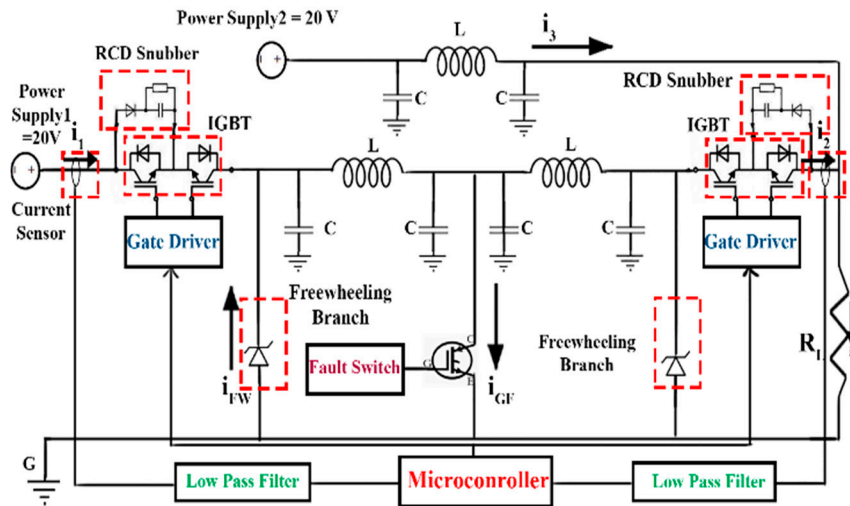 Power Supply2 = 20 V
L
i3
RCD Snubber
RCD Snubber
C
C
Power
Supply1
=20V
i1
IGBT
IGBT
i2
L
L
Current
Sensor
C
C
C
C
Gate Driver
Gate Driver
Freewheeling
Branch
Freewheeling
Branch
Fault Switch
G
C
E
iFW
iGF
RL
G
Low Pass Filter
Microconroller
Low Pass Filter